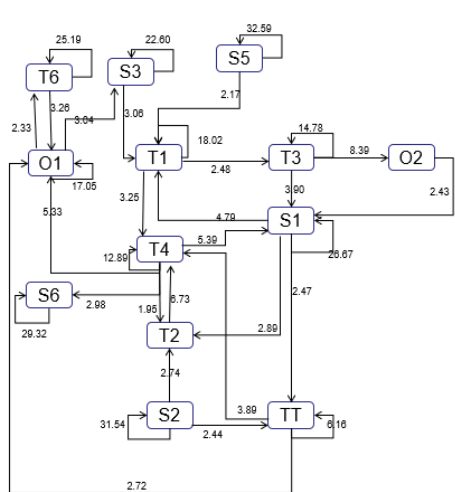 32.59
25.19
22.60
S5
T6
S3
2.17
3.26
3.06
2.33
3.04
18.02
14.78
O1
T1
T3
8.39
O2
2.48
17.05
3.25
3.90
2.43
5.33
4.79
S1
T4
5.39
12.89
26.67
S6
2.98
1.95
6.73
2.47
29.32
T2
2.89
2.74
S2
3.89
TT
31.54
2.44
6.16
2.72